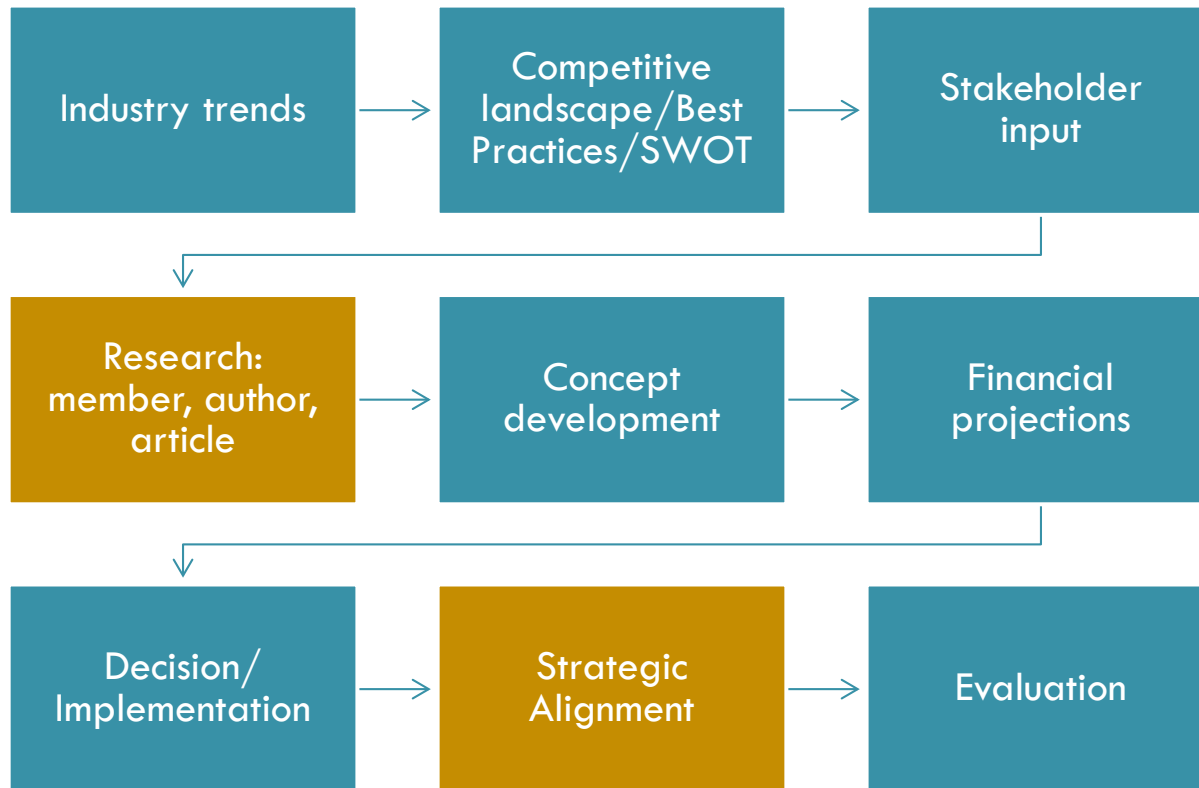 Industry trends
Competitive
landscape/Best
Practices/SWOT
Stakeholder
input
Research:
member, author,
article
Concept
development
Financial
projections
Decision/
Implementation
Strategic
Alignment
Evaluation